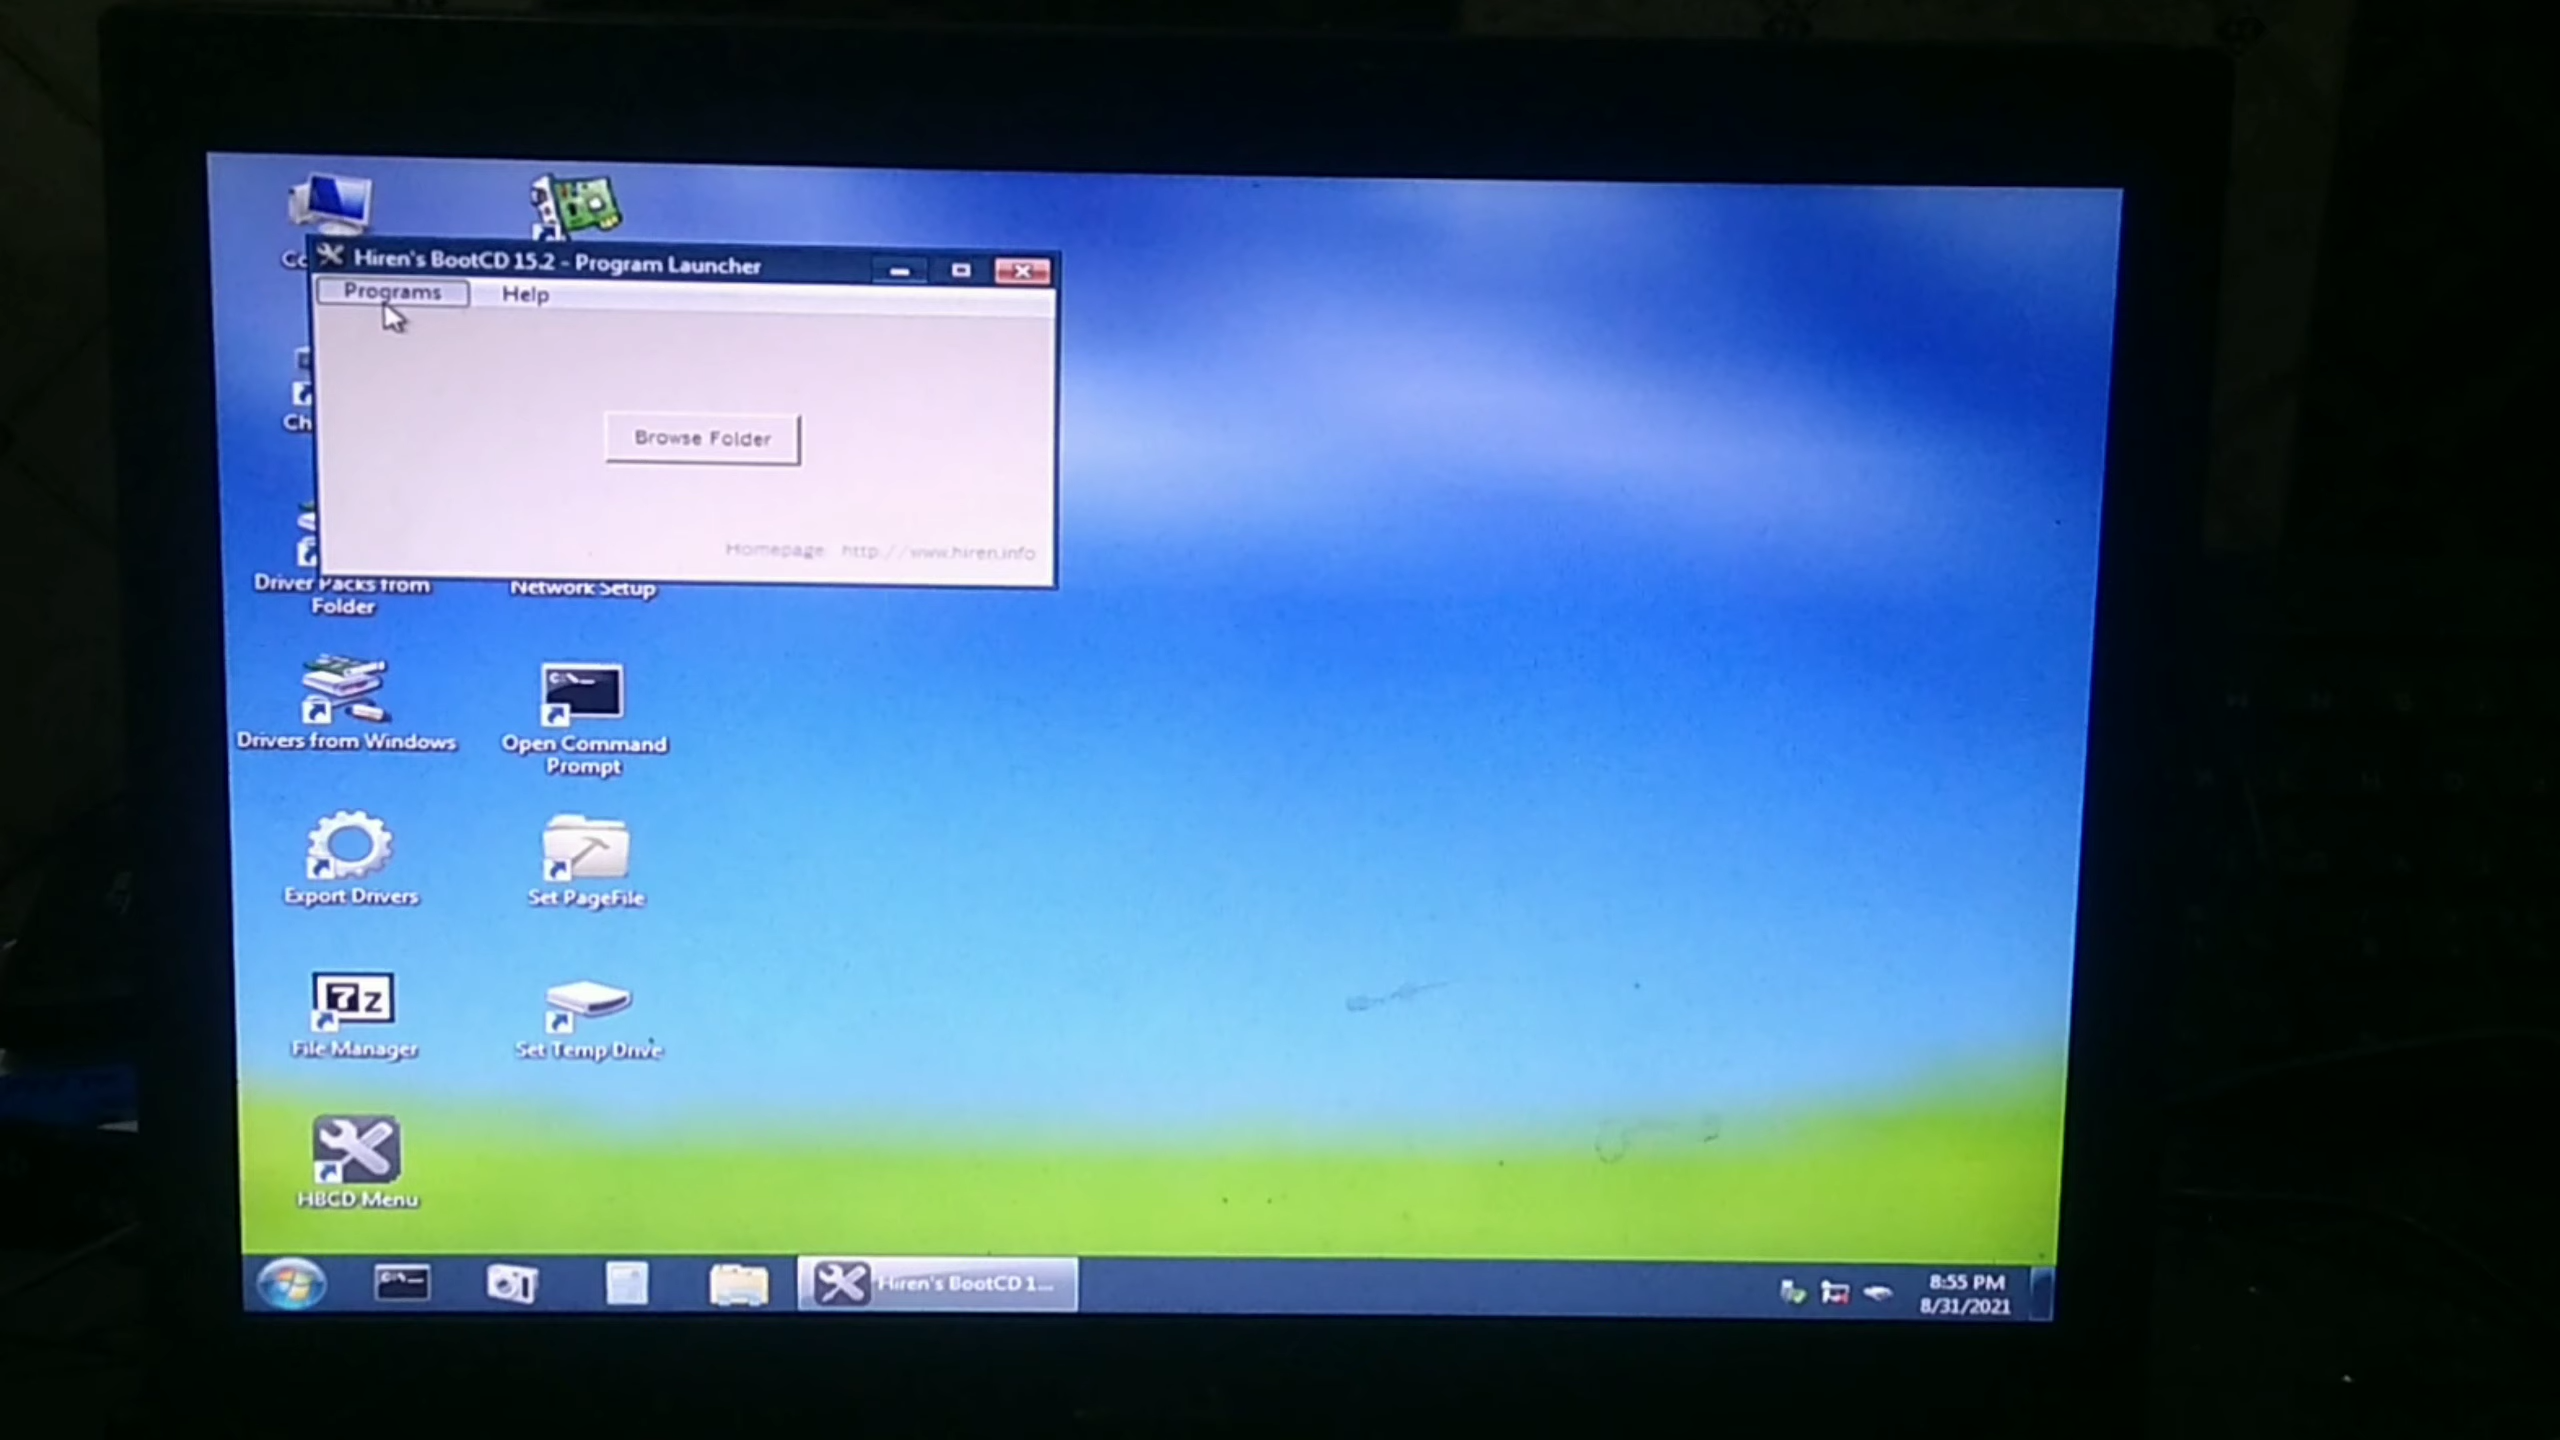 Hiren's BootCD 15.2 - Program Launcher
Programs
Help
Browse Folder
Homepage: http://www.hiren.info
Driver Packs from
Folder
Network Setup
Drivers from Windows
Open Command
Prompt
Export Drivers
Set PageFile
File Manager
Set Temp Drive
HBCD Menu
Hiren's BootCD 1...
8:55 PM
8/31/2021